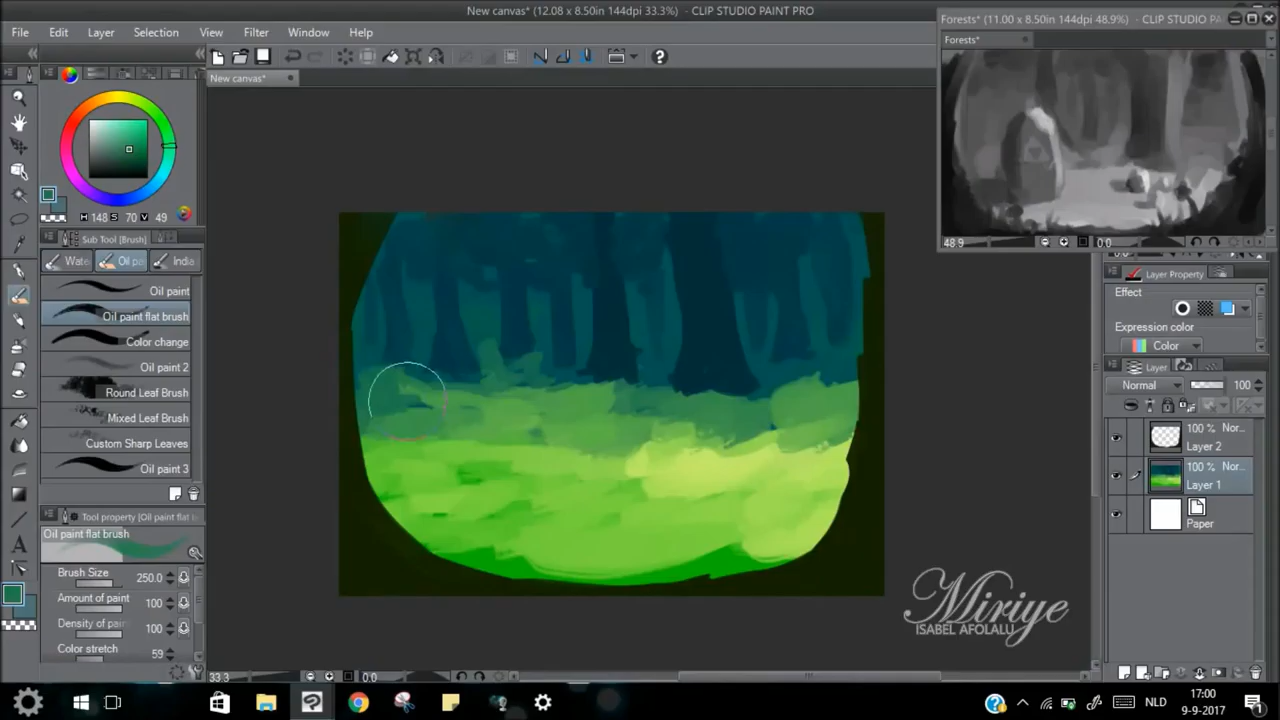 New canvas* (12.08 x 8.50in 144dpi 33.3%) - CLIP STUDIO PAINT PRO
Forests* (11.00 x 8.50in 144dpi 48.9%) - CLIP STUDIO PA
File Edit Layer Selection View Filter Window Help
Forests*
New canvas*
H 148 S 70 V 49
Sub Tool [Brush]
Wate Oil pa India
Oil paint
Oil paint flat brush
Color change
Oil paint 2
Round Leaf Brush
Mixed Leaf Brush
Custom Sharp Leaves
Oil paint 3
Tool property [Oil paint flat bru
Oil paint flat brush
Brush Size 250.0
Amount of paint 100
Density of pain 100
Color stretch 59
48.9 0.0
Layer Property
Effect
Expression color
Color
Layer
Normal 100
100 % Nor...
Layer 2
100 % Nor...
Layer 1
Paper
Miriye
ISABEL AFOLALU
33.3 0.0
NLD
17:00
9-9-2017